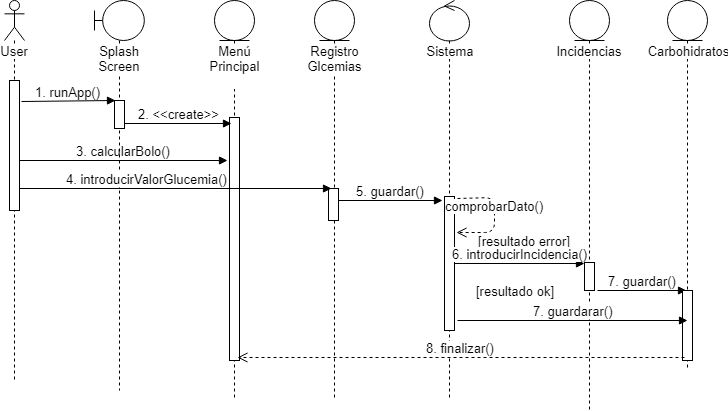 User
Splash
Screen
Menú
Principal
Registro
Glcemias
Sistema
Incidencias
Carbohidratos
1. runApp()
2. <<create>>
3. calcularBolo()
4. introducirValorGlucemia()
5. guardar()
comprobarDato()
[resultado error]
6. introducirIncidencia()
7. guardar()
[resultado ok]
7. guardarar()
8. finalizar()